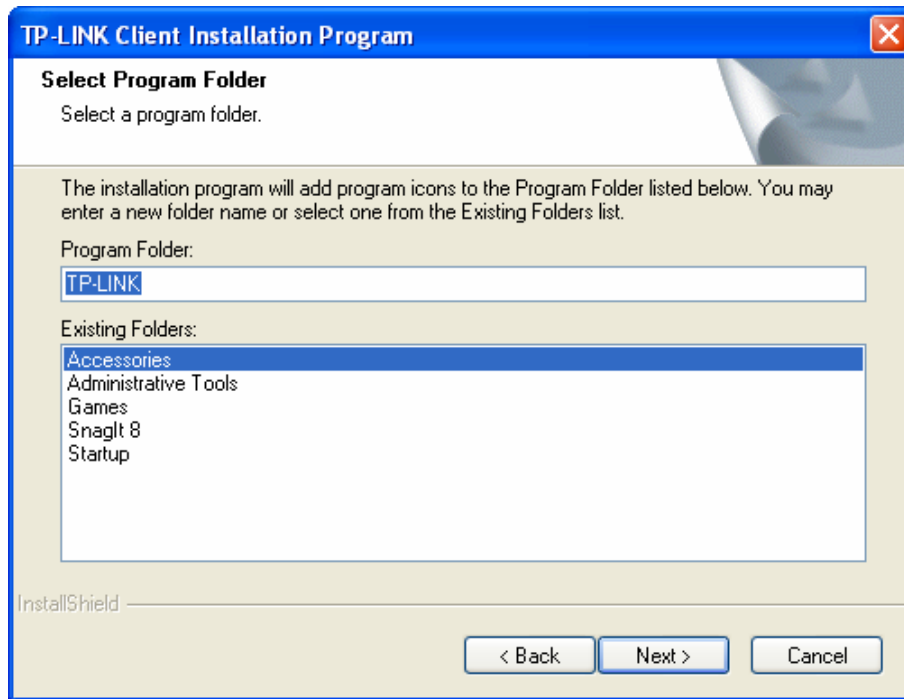 TP-LINK Client Installation Program
Select Program Folder
Select a program folder.
The installation program will add program icons to the Program Folder listed below. You may
enter a new folder name or select one from the Existing Folders list.
Program Folder:
TP-LINK
Existing Folders:
Accessories
Administrative Tools
Games
SnagIt 8
Startup
InstallShield
< Back
Next >
Cancel